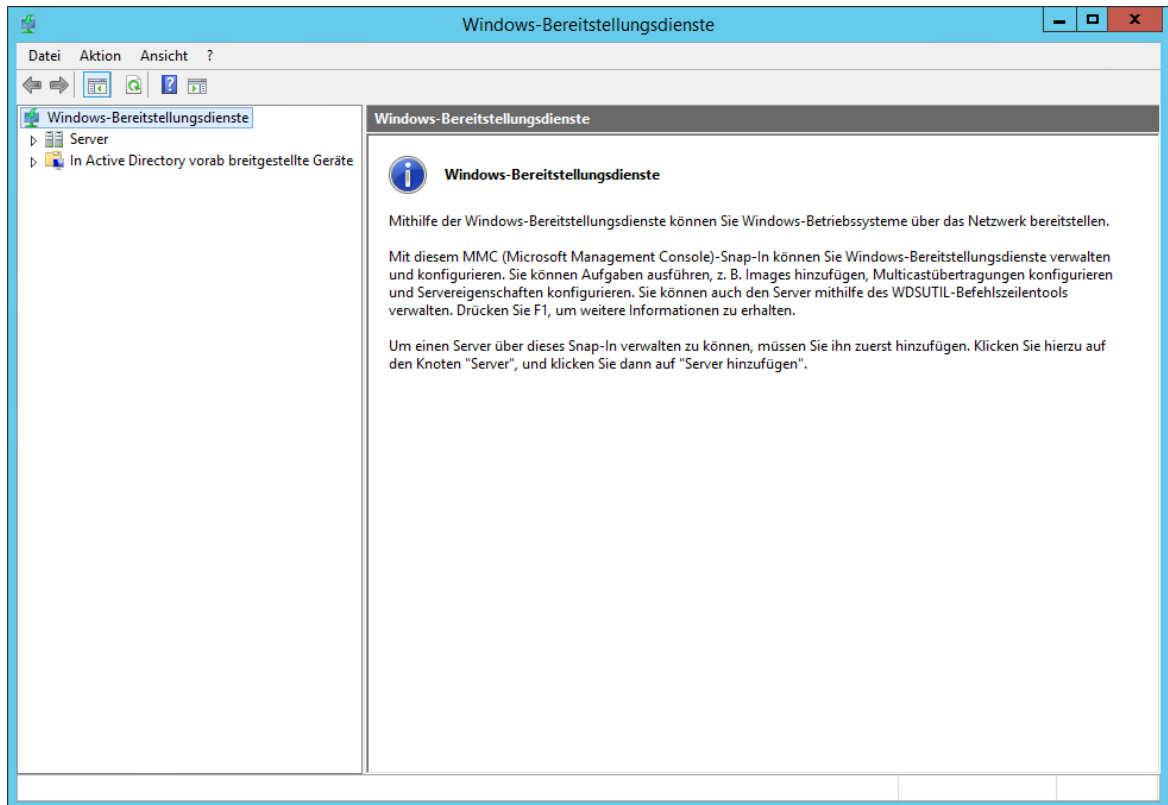 Windows-Bereitstellungsdienste
Datei Aktion Ansicht ?
Windows-Bereitstellungsdienste
Server
In Active Directory vorab breitgestellte Geräte
Windows-Bereitstellungsdienste
Windows-Bereitstellungsdienste
Mithilfe der Windows-Bereitstellungsdienste können Sie Windows-Betriebssysteme über das Netzwerk bereitstellen.
Mit diesem MMC (Microsoft Management Console)-Snap-In können Sie Windows-Bereitstellungsdienste verwalten
und konfigurieren. Sie können Aufgaben ausführen, z. B. Images hinzufügen, Multicastübertragungen konfigurieren
und Servereigenschaften konfigurieren. Sie können auch den Server mithilfe des WDSUTIL-Befehlszeilentools
verwalten. Drücken Sie F1, um weitere Informationen zu erhalten.
Um einen Server über dieses Snap-In verwalten zu können, müssen Sie ihn zuerst hinzufügen. Klicken Sie hierzu auf
den Knoten "Server", und klicken Sie dann auf "Server hinzufügen".